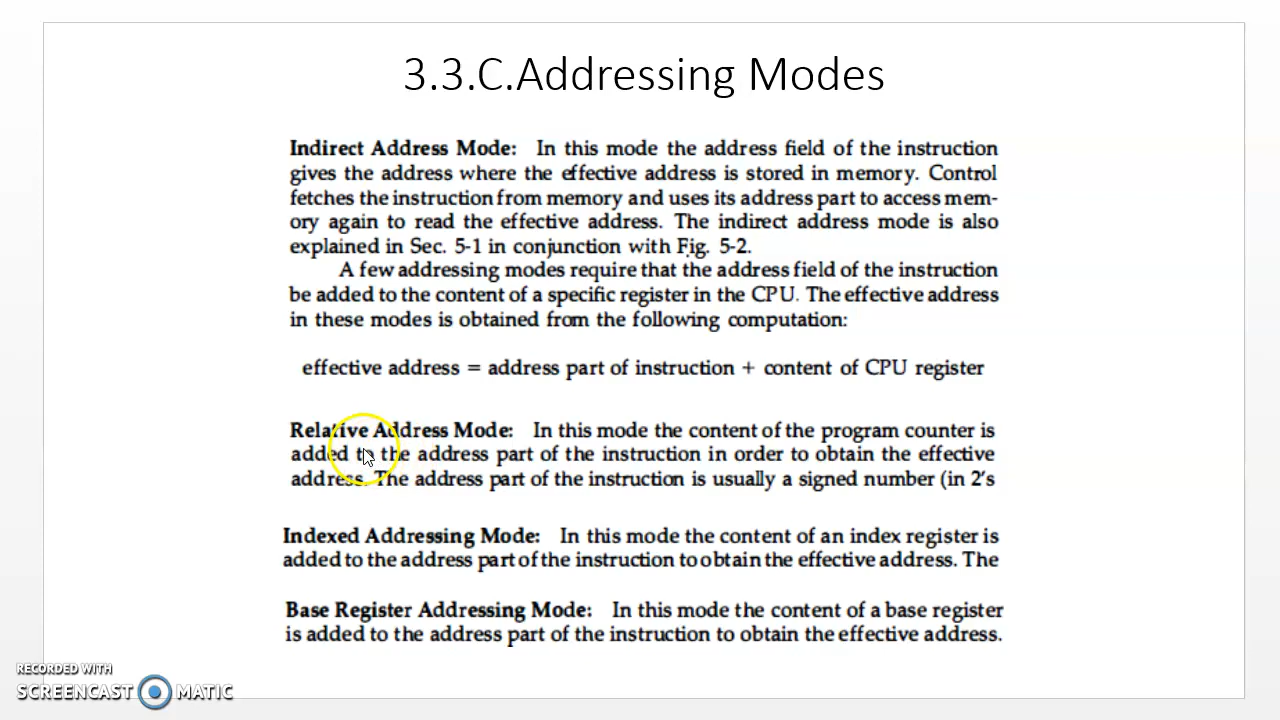 3.3.C.Addressing Modes
Indirect Address Mode: In this mode the address field of the instruction
gives the address where the effective address is stored in memory. Control
fetches the instruction from memory and uses its address part to access mem-
ory again to read the effective address. The indirect address mode is also
explained in Sec. 5-1 in conjunction with Fig. 5-2.
A few addressing modes require that the address field of the instruction
be added to the content of a specific register in the CPU. The effective address
in these modes is obtained from the following computation:
effective address = address part of instruction + content of CPU register
Relative Address Mode: In this mode the content of the program counter is
added to the address part of the instruction in order to obtain the effective
address. The address part of the instruction is usually a signed number (in 2's
Indexed Addressing Mode: In this mode the content of an index register is
added to the address part of the instruction to obtain the effective address. The
Base Register Addressing Mode: In this mode the content of a base register
is added to the address part of the instruction to obtain the effective address.
RECORDED WITH
SCREENCAST MATIC